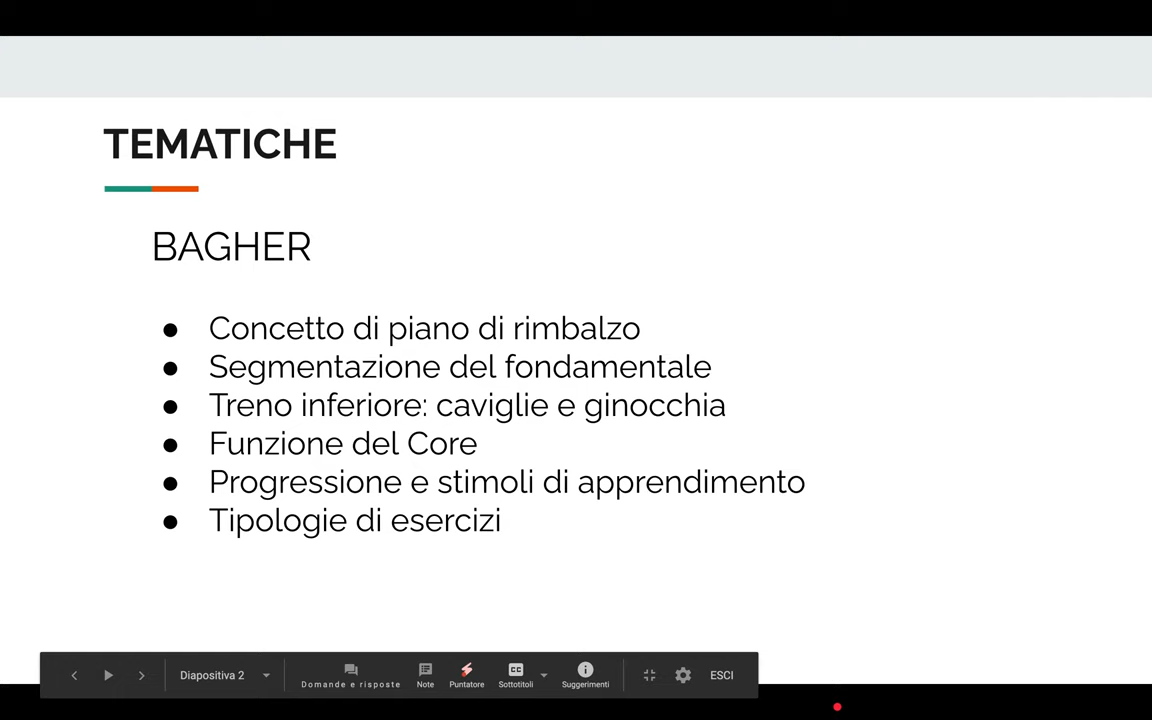 TEMATICHE
BAGHER
● Concetto di piano di rimbalzo
● Segmentazione del fondamentale
● Treno inferiore: caviglie e ginocchia
● Funzione del Core
● Progressione e stimoli di apprendimento
● Tipologie di esercizi
Diapositiva 2 Domande e risposte Note Puntatore CC Sottotitoli Suggerimenti ESCI